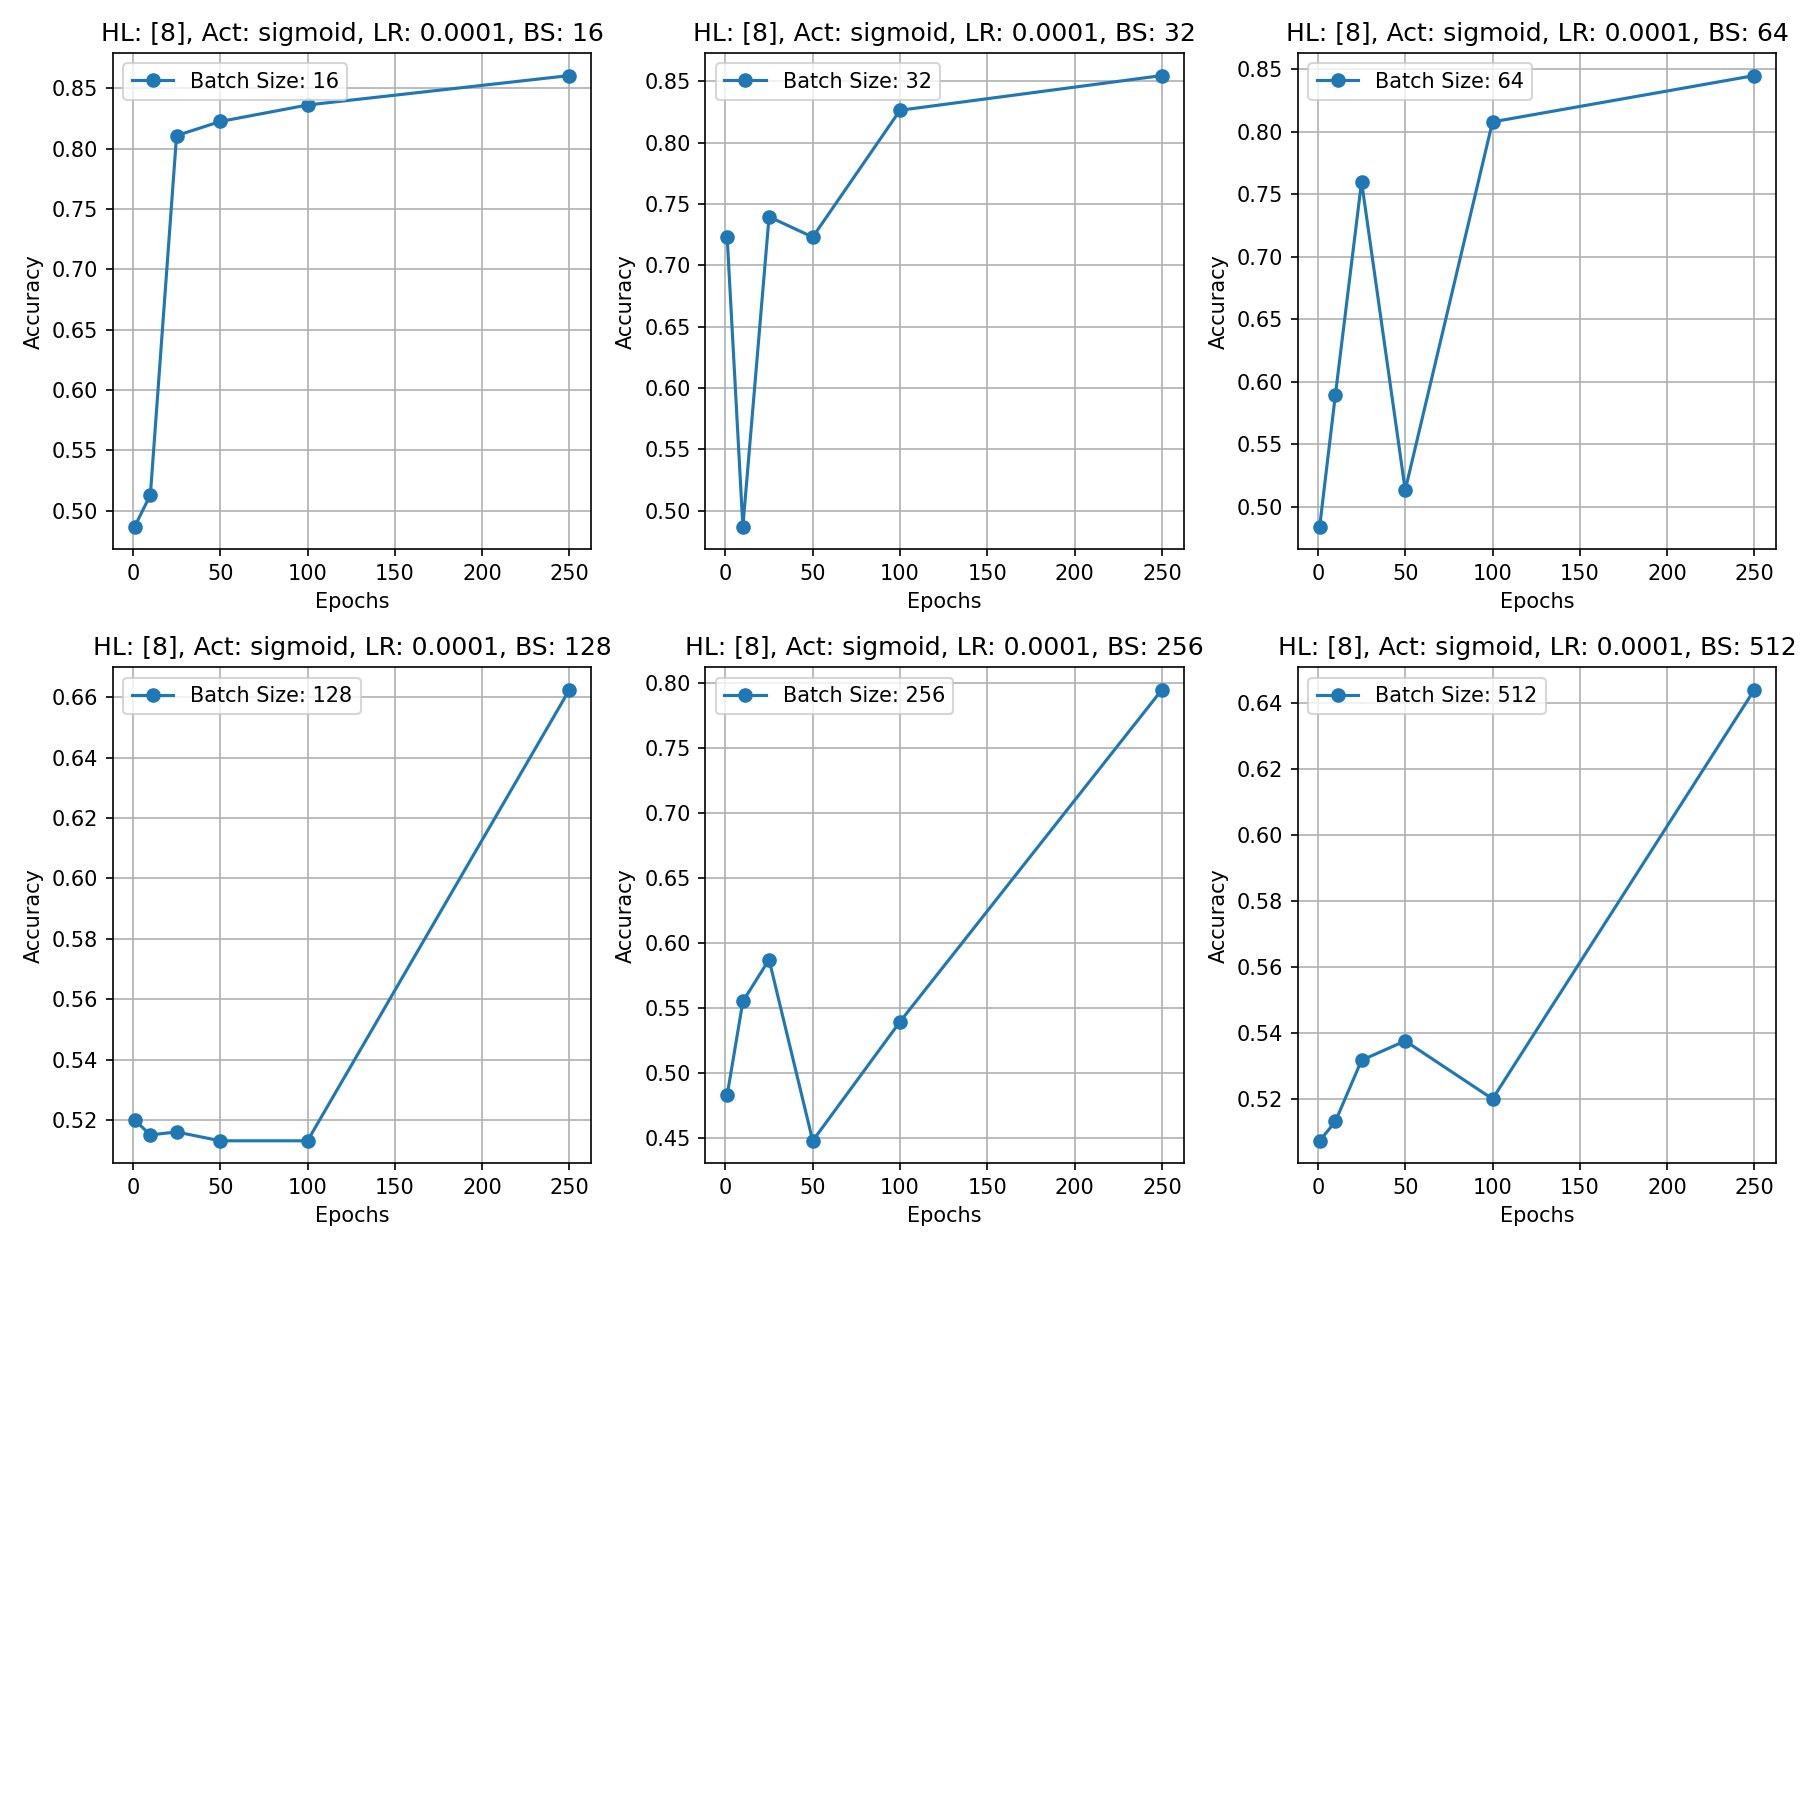 HL: [8], Act: sigmoid, LR: 0.0001, BS: 16
Batch Size: 16
Accuracy
0.85
0.80
0.75
0.70
0.65
0.60
0.55
0.50
0 50 100 150 200 250
Epochs
HL: [8], Act: sigmoid, LR: 0.0001, BS: 32
Batch Size: 32
Accuracy
0.85
0.80
0.75
0.70
0.65
0.60
0.55
0.50
0 50 100 150 200 250
Epochs
HL: [8], Act: sigmoid, LR: 0.0001, BS: 64
Batch Size: 64
Accuracy
0.85
0.80
0.75
0.70
0.65
0.60
0.55
0.50
0 50 100 150 200 250
Epochs
HL: [8], Act: sigmoid, LR: 0.0001, BS: 128
Batch Size: 128
Accuracy
0.66
0.64
0.62
0.60
0.58
0.56
0.54
0.52
0 50 100 150 200 250
Epochs
HL: [8], Act: sigmoid, LR: 0.0001, BS: 256
Batch Size: 256
Accuracy
0.80
0.75
0.70
0.65
0.60
0.55
0.50
0.45
0 50 100 150 200 250
Epochs
HL: [8], Act: sigmoid, LR: 0.0001, BS: 512
Batch Size: 512
Accuracy
0.64
0.62
0.60
0.58
0.56
0.54
0.52
0 50 100 150 200 250
Epochs